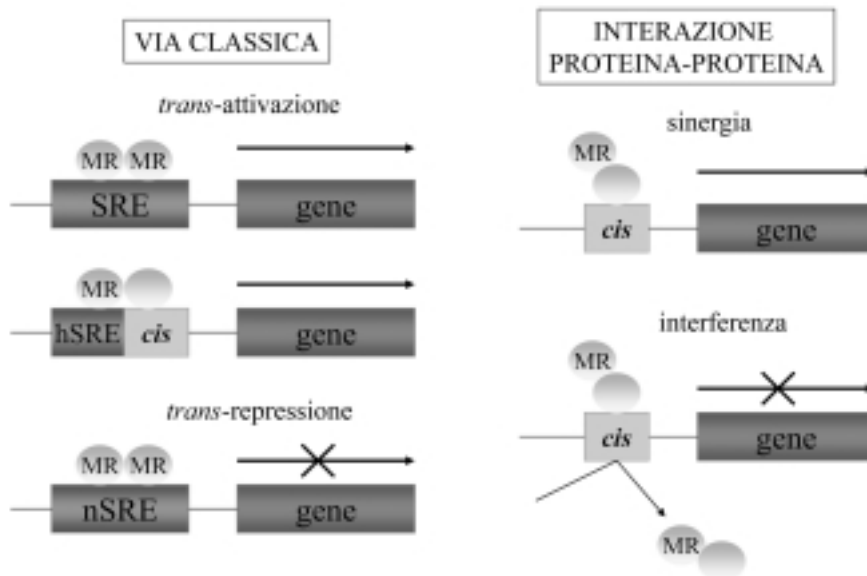 VIA CLASSICA
trans-attivazione
MR MR
SRE gene
MR
hSRE cis gene
trans-repressione
MR MR
nSRE gene
INTERAZIONE
PROTEINA-PROTEINA
sinergia
MR
cis gene
interferenza
MR
cis gene
MR